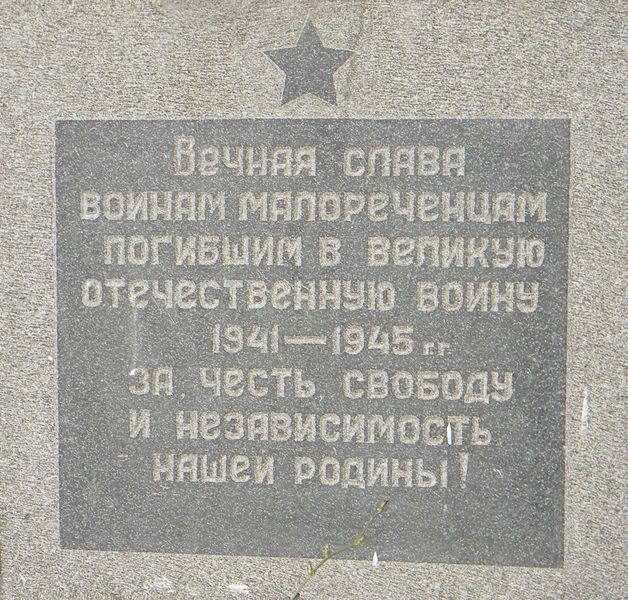 Вечная слава
воинам малореченцам
погибшим в великую
отечественную войну
1941—1945 г.г.
за честь, свободу
и независимость
нашей родины!